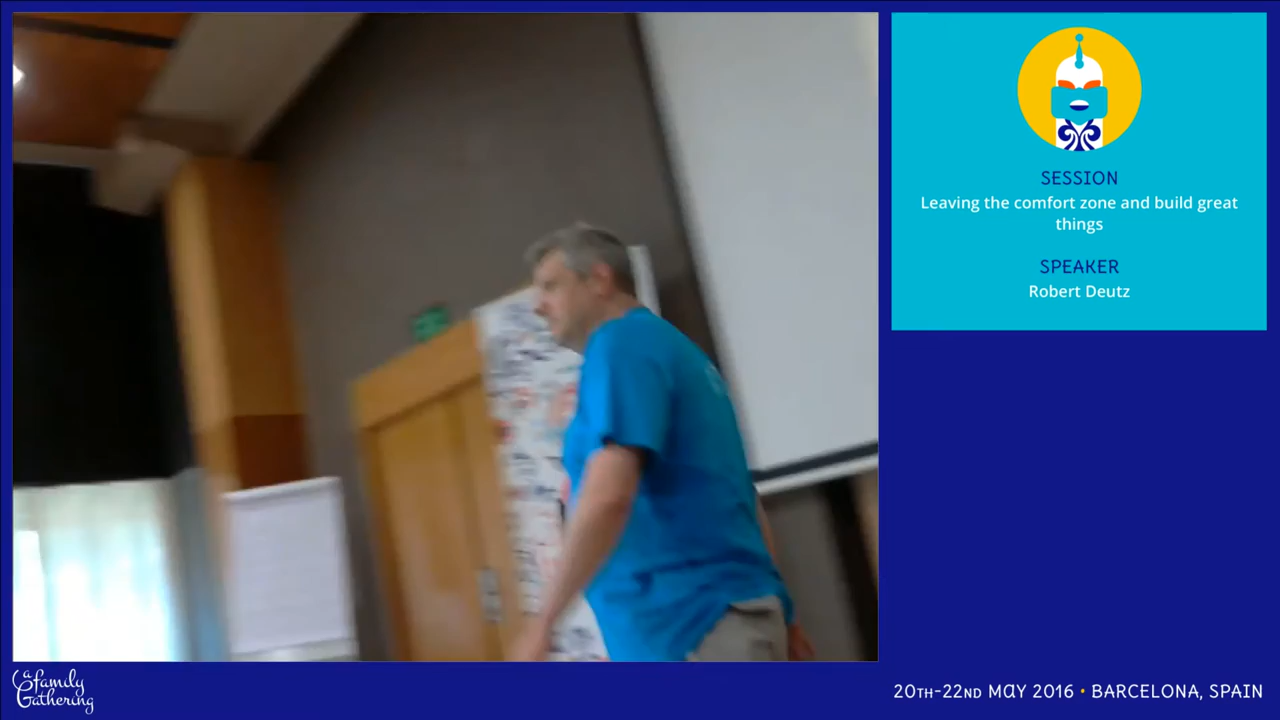 SESSION
Leaving the comfort zone and build great
things
SPEAKER
Robert Deutz
a
family
Gathering
20TH-22ND MAY 2016 • BARCELONA, SPAIN